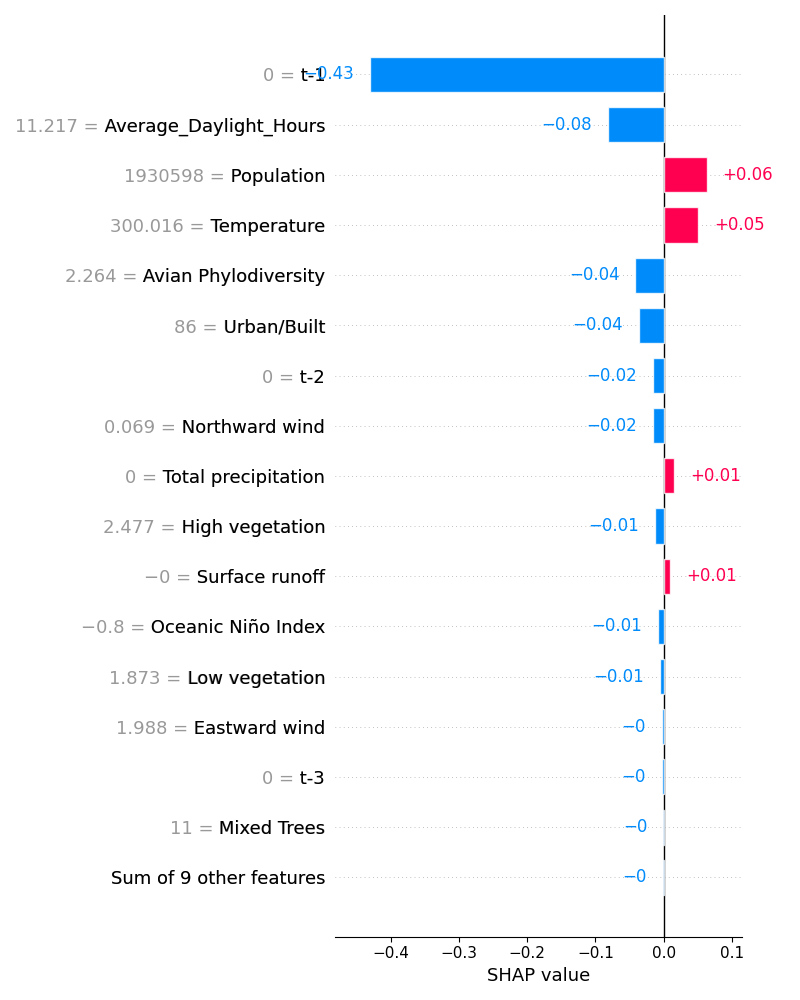 0 = t-1 −0.43
11.217 = Average_Daylight_Hours −0.08
1930598 = Population +0.06
300.016 = Temperature +0.05
2.264 = Avian Phylodiversity −0.04
86 = Urban/Built −0.04
0 = t-2 −0.02
0.069 = Northward wind −0.02
0 = Total precipitation +0.01
2.477 = High vegetation −0.01
−0 = Surface runoff +0.01
−0.8 = Oceanic Niño Index −0.01
1.873 = Low vegetation −0.01
1.988 = Eastward wind −0
0 = t-3 −0
11 = Mixed Trees −0
Sum of 9 other features −0
−0.4 −0.3 −0.2 −0.1 0.0 0.1
SHAP value